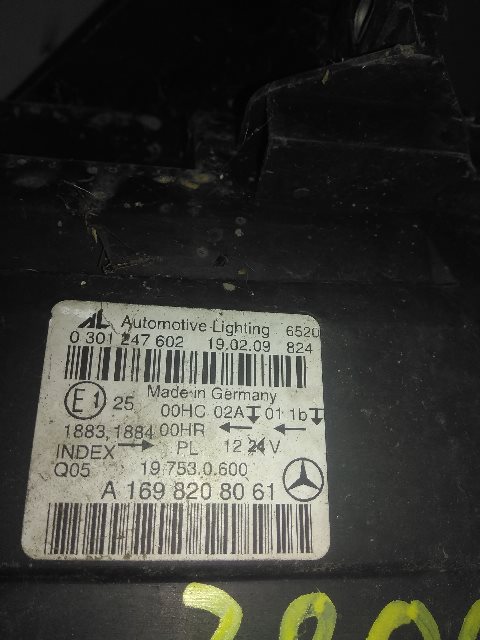 AL Automotive Lighting 6520
0 301 247 602 19.02.09 824
Made in Germany
E1 25 00HC 02A 01 1b
1883,1884 00HR
INDEX PL 12 24V
Q05 19.753.0.600
A 169 820 80 61